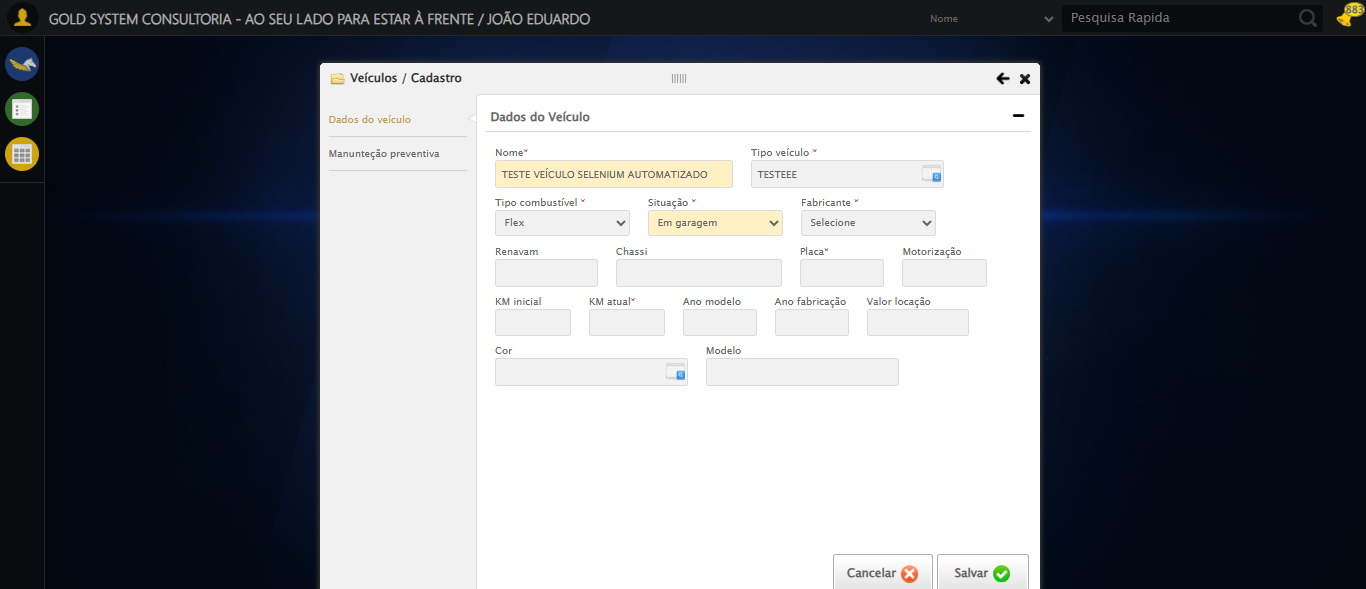 GOLD SYSTEM CONSULTORIA - AO SEU LADO PARA ESTAR À FRENTE / JOÃO EDUARDO
Nome
Pesquisa Rapida
883
Veículos / Cadastro
Dados do veículo
Manunteção preventiva
Dados do Veículo
Nome* Tipo veículo *
TESTE VEÍCULO SELENIUM AUTOMATIZADO TESTEEE
Tipo combustível * Situação * Fabricante *
Flex Em garagem Selecione
Renavam Chassi Placa* Motorização
KM inicial KM atual* Ano modelo Ano fabricação Valor locação
Cor Modelo
Cancelar Salvar